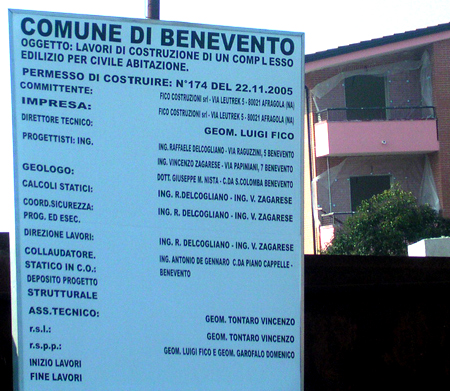 COMUNE DI BENEVENTO
OGGETTO: LAVORI DI COSTRUZIONE DI UN COMPLESSO
EDILIZIO PER CIVILE ABITAZIONE.
PERMESSO DI COSTRUIRE: N°174 DEL 22.11.2005
COMMITTENTE: FICO COSTRUZIONI srl - VIA LEUTREK 5 - 80021 AFRAGOLA (NA)
IMPRESA: FICO COSTRUZIONI srl - VIA LEUTREK 5 - 80021 AFRAGOLA (NA)
DIRETTORE TECNICO: GEOM. LUIGI FICO
PROGETTISTI: ING. ING. RAFFAELE DELCOGLIANO - VIA RAGUZZINI, 5 BENEVENTO
ING. VINCENZO ZAGARESE - VIA PAPINIANI, 7 BENEVENTO
GEOLOGO: DOTT. GIUSEPPE M. NISTA - C.DA S.COLOMBA BENEVENTO
CALCOLI STATICI: ING. R.DELCOGLIANO - ING. V. ZAGARESE
COORD.SICUREZZA: ING. R.DELCOGLIANO - ING. V. ZAGARESE
PROG. ED ESEC.
DIREZIONE LAVORI: ING. R. DELCOGLIANO - ING. V. ZAGARESE
COLLAUDATORE. ING. ANTONIO DE GENNARO C.DA PIANO CAPPELLE -
STATICO IN C.O.: BENEVENTO
DEPOSITO PROGETTO
STRUTTURALE
ASS.TECNICO: GEOM. TONTARO VINCENZO
r.s.l.: GEOM. TONTARO VINCENZO
r.s.p.p.: GEOM. LUIGI FICO E GEOM. GAROFALO DOMENICO
INIZIO LAVORI
FINE LAVORI